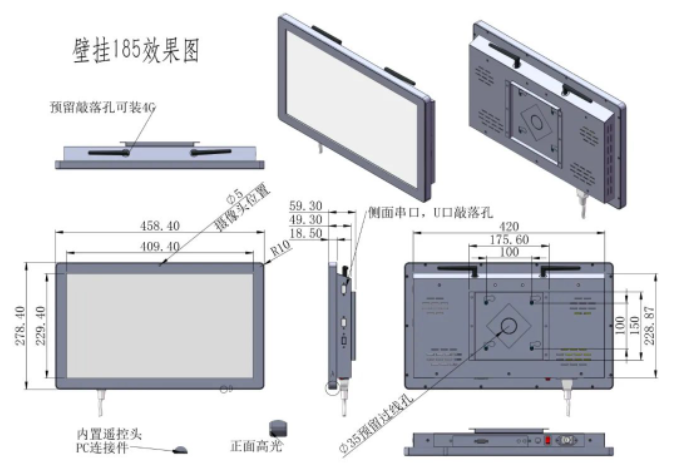 壁挂185效果图
预留敲落孔可装4G
∅5
摄像头位置
59.30
49.30
18.50
侧面串口，U口敲落孔
458.40
409.40
R10
420
175.60
100
278.40
229.40
100
150
228.87
∅35预留过线孔
内置遥控头
PC连接件
正面高光